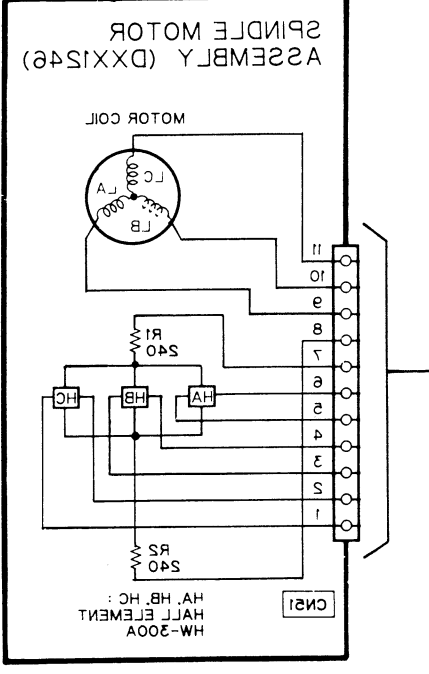 SPINDLE MOTOR
ASSEMBLY (DXX1246)
MOTOR COIL
LC
LA
LB
11
10
9
8
7
6
5
4
3
2
1
R1
240
HC
HB
HA
R2
240
HA, HB, HC :
HALL ELEMENT
HW-300A
CN51